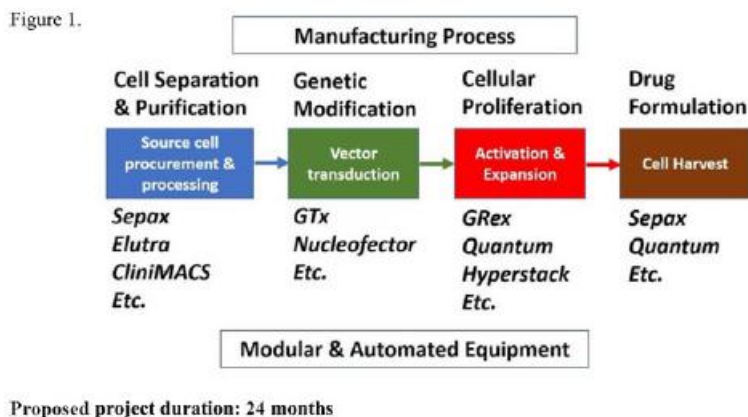 Figure 1.
Manufacturing Process
Cell Separation
& Purification
Genetic
Modification
Cellular
Proliferation
Drug
Formulation
Source cell
procurement &
processing
Vector
transduction
Activation &
Expansion
Cell Harvest
Sepax
Elutra
CliniMACS
Etc.
GTx
Nucleofector
Etc.
GRex
Quantum
Hyperstack
Etc.
Sepax
Quantum
Etc.
Modular & Automated Equipment
Proposed project duration: 24 months